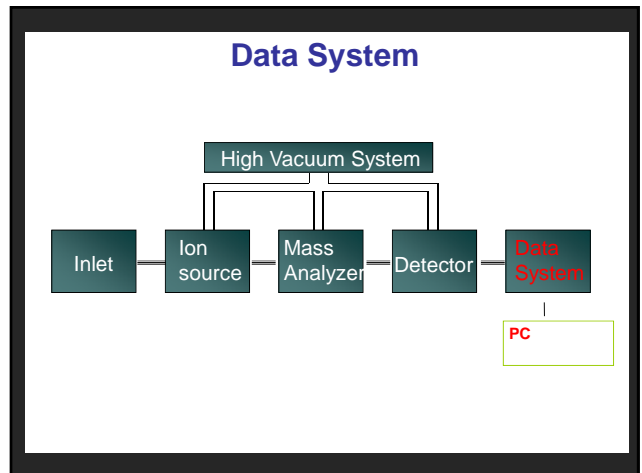 Data System
High Vacuum System
Inlet
Ion
source
Mass
Analyzer
Detector
Data
System
PC